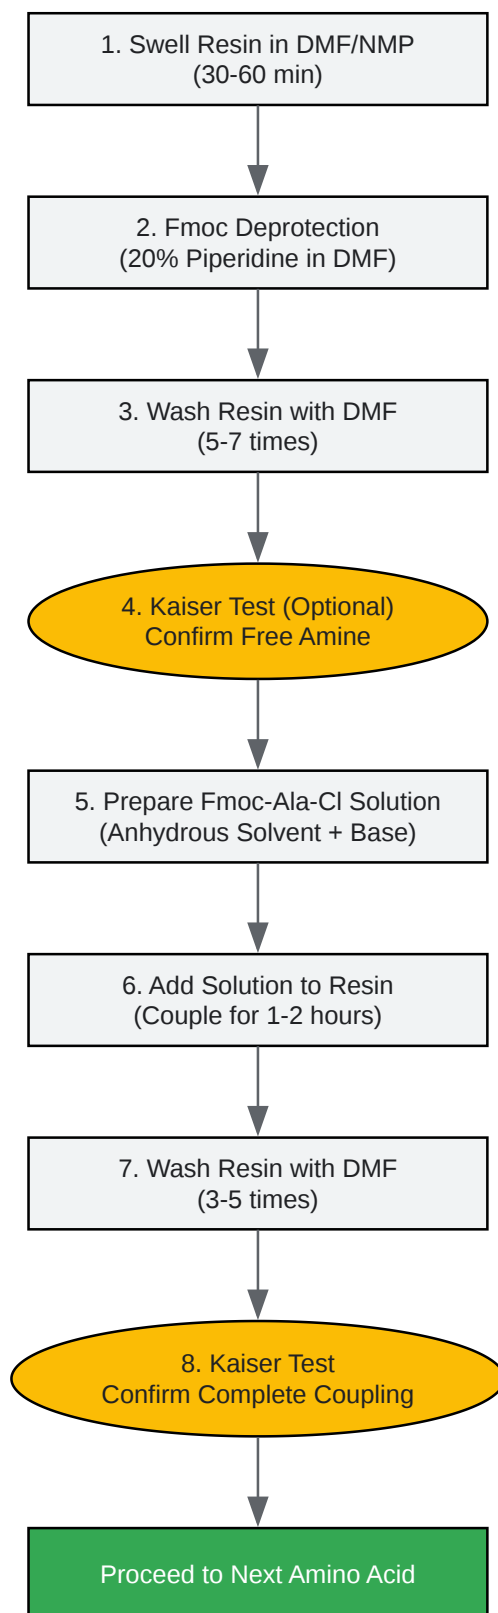 1. Swell Resin in DMF/NMP
(30-60 min)
2. Fmoc Deprotection
(20% Piperidine in DMF)
3. Wash Resin with DMF
(5-7 times)
4. Kaiser Test (Optional)
Confirm Free Amine
5. Prepare Fmoc-Ala-Cl Solution
(Anhydrous Solvent + Base)
6. Add Solution to Resin
(Couple for 1-2 hours)
7. Wash Resin with DMF
(3-5 times)
8. Kaiser Test
Confirm Complete Coupling
Proceed to Next Amino Acid